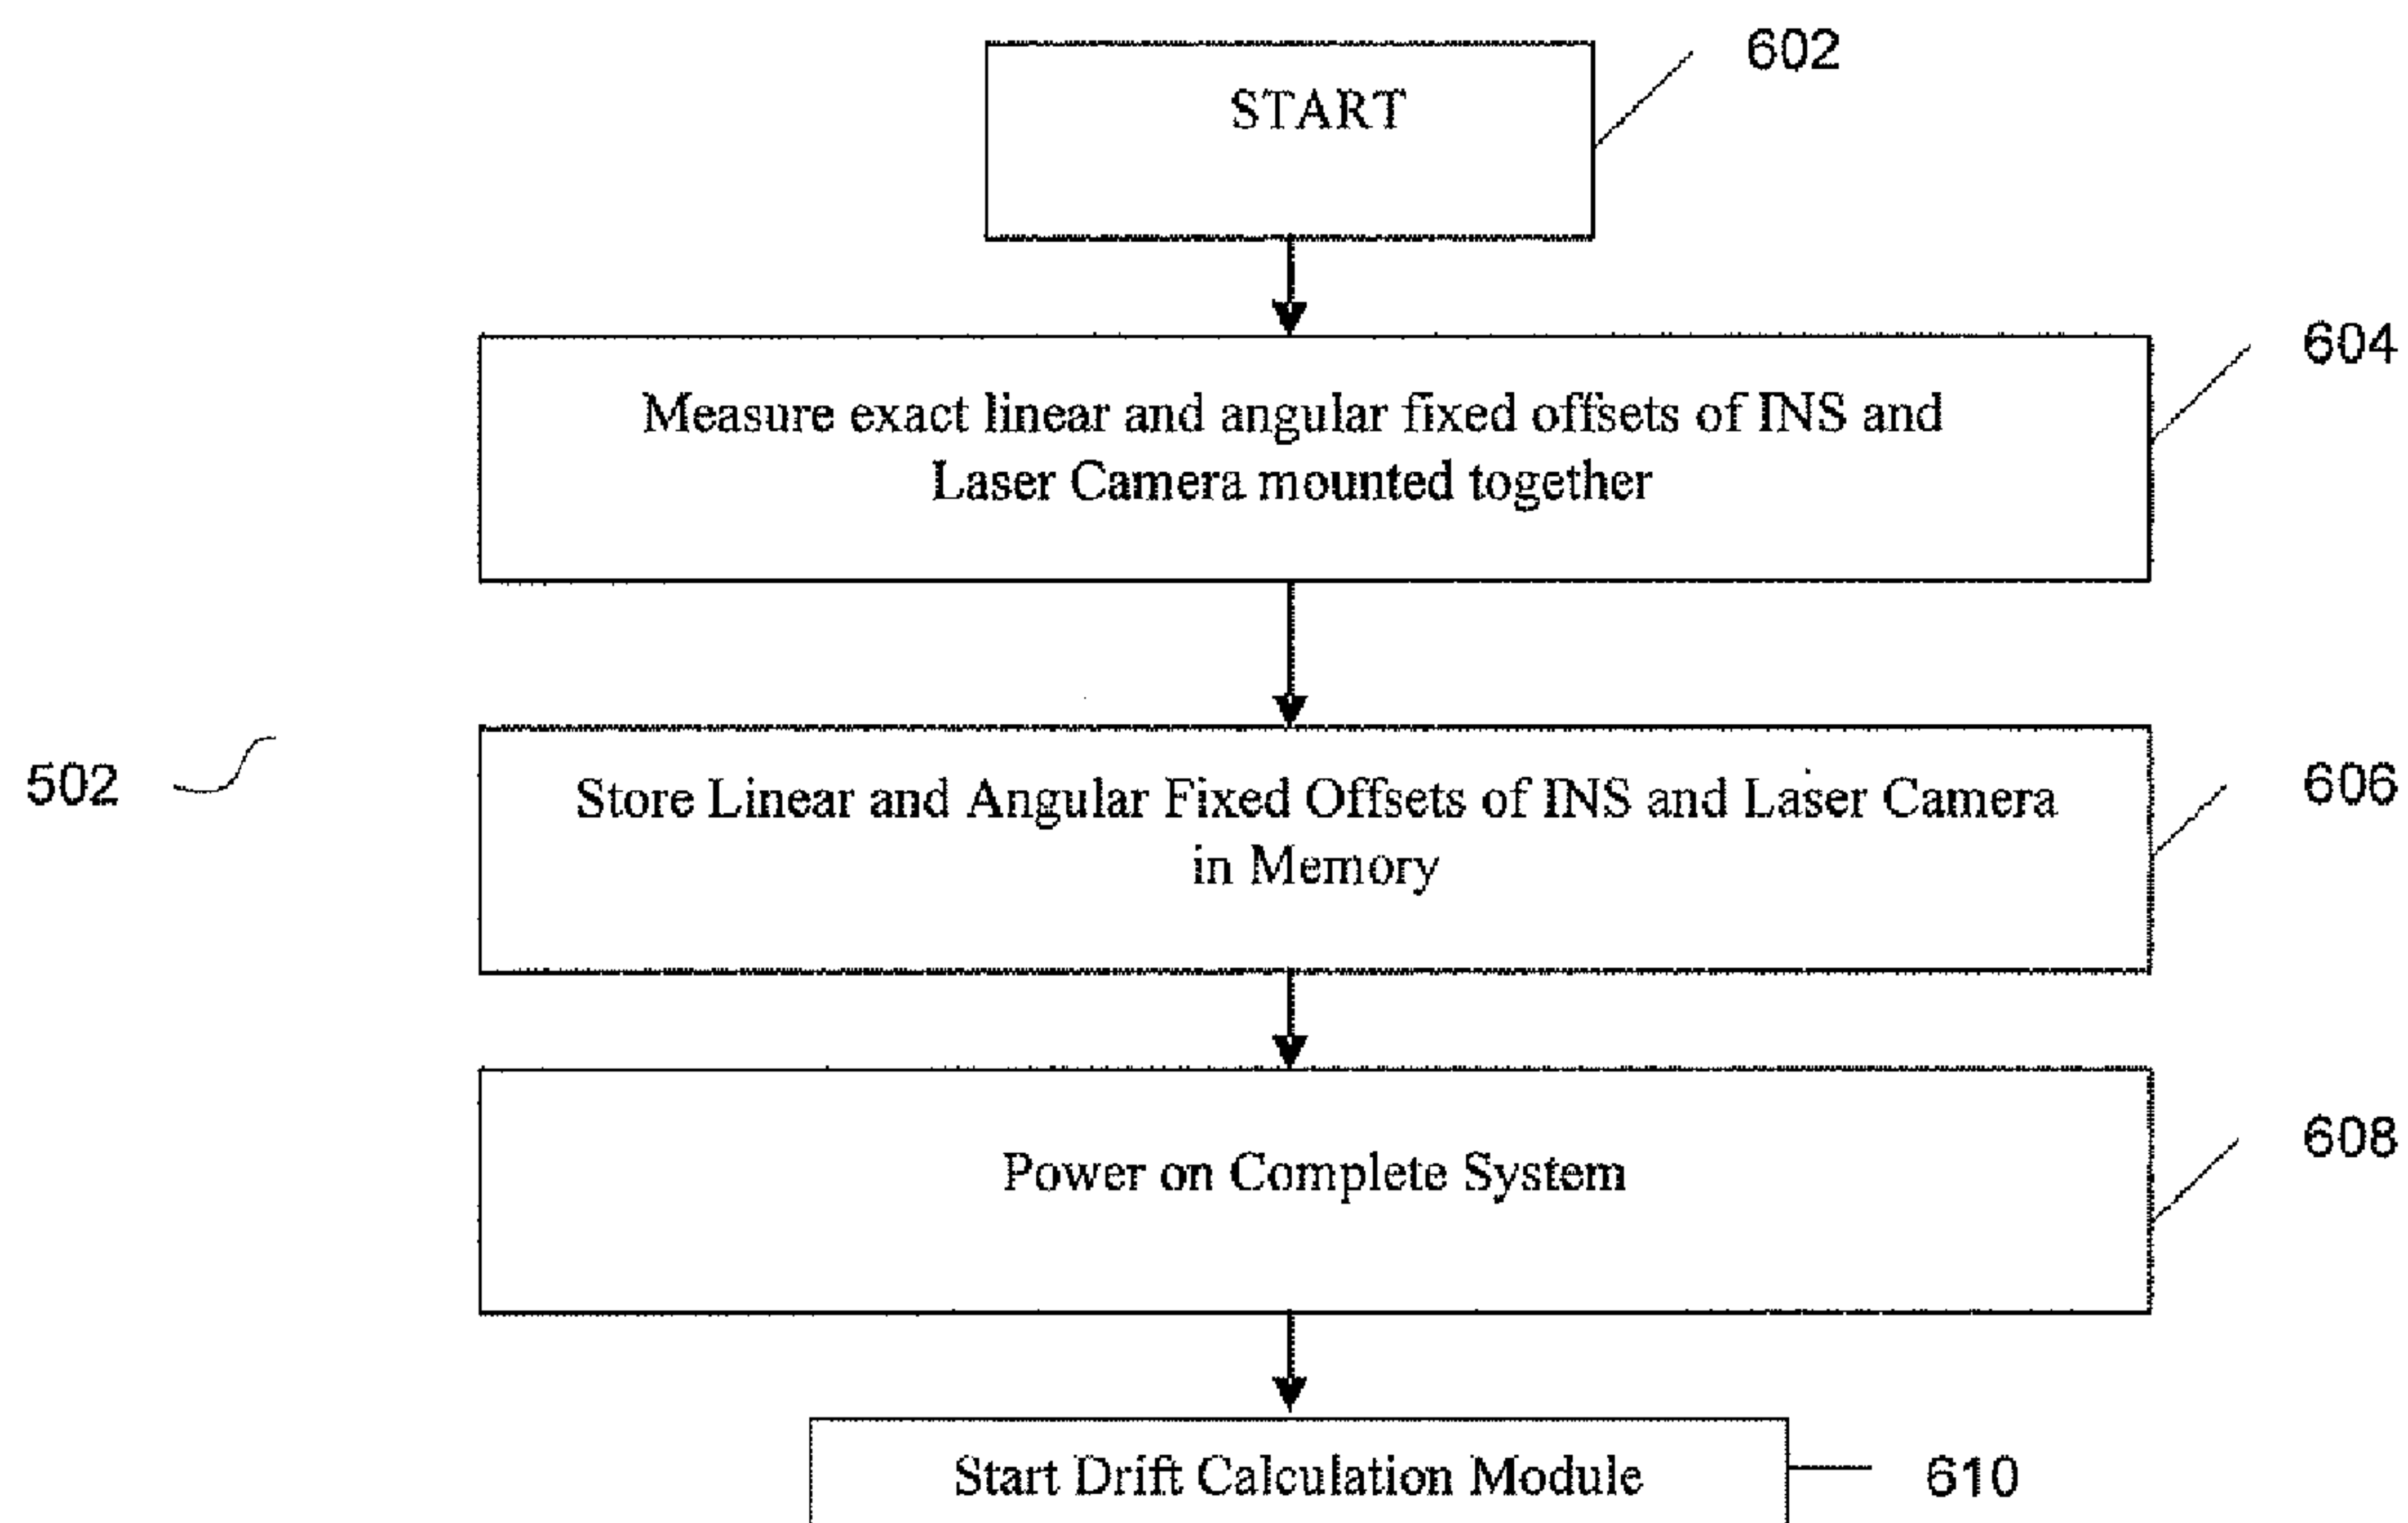 602
START
604
Measure exact linear and angular fixed offsets of INS and
Laser Camera mounted together
502
606
Store Linear and Angular Fixed Offsets of INS and Laser Camera
in Memory
608
Power on Complete System
610
Start Drift Calculation Module